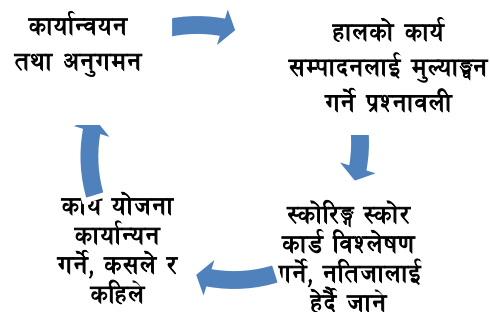 कार्यान्वयन
तथा अनुगमन
हालको कार्य
सम्पादनलाई मुल्याङ्कन
गर्ने प्रश्नावली
स्कोरिङ्ग स्कोर
कार्ड विश्लेषण
गर्ने, नतिजालाई
हेर्दै जाने
कार्य योजना
कार्यान्यन
गर्ने, कसले र
कहिले